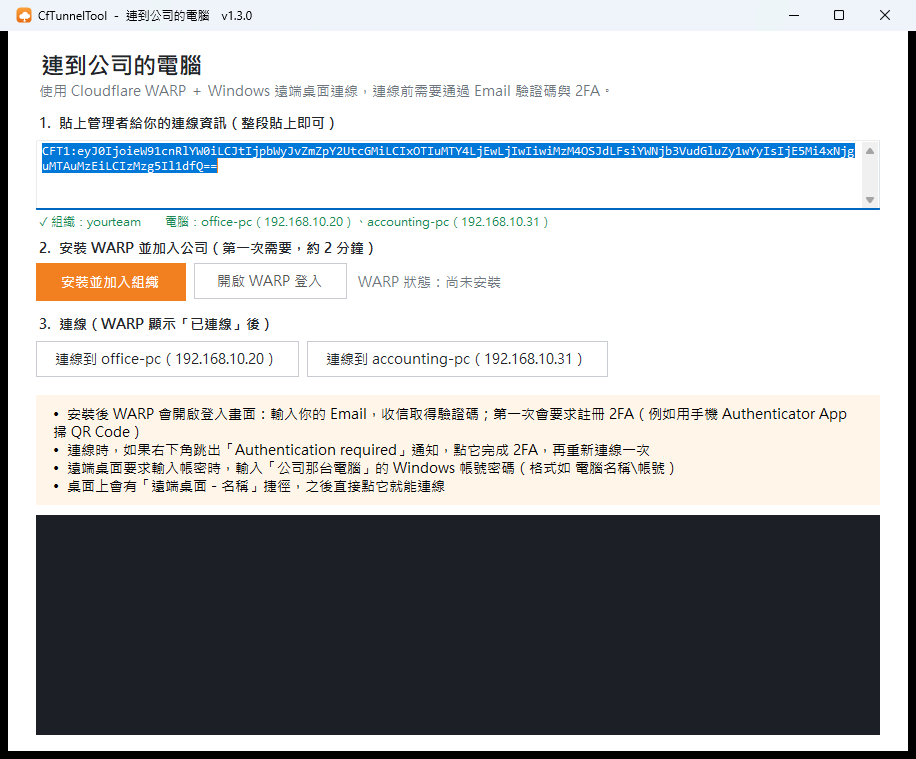 CfTunnelTool - 連到公司的電腦 v1.3.0
連到公司的電腦
使用 Cloudflare WARP + Windows 遠端桌面連線，連線前需要通過 Email 驗證碼與 2FA。
1. 貼上管理者給你的連線資訊（整段貼上即可）
CFT1:eyJ0IjoieW91cnRlYW0iLCJtIjpbWyJvZmZpY2UtcGMiLCIxOTIuMTY4LjEwLjIwIiwiMzM4OSJdLFsiYWNjb3VudGluZy1wYyIsIjE5Mi4xNjg
uMTAuMzEiLCIzMzg5Il1dfQ==
✓ 組織：yourteam 電腦：office-pc（192.168.10.20）、accounting-pc（192.168.10.31）
2. 安裝 WARP 並加入公司（第一次需要，約 2 分鐘）
安裝並加入組織 開啟 WARP 登入 WARP 狀態：尚未安裝
3. 連線（WARP 顯示「已連線」後）
連線到 office-pc（192.168.10.20） 連線到 accounting-pc（192.168.10.31）
• 安裝後 WARP 會開啟登入畫面：輸入你的 Email，收信取得驗證碼；第一次會要求註冊 2FA（例如用手機 Authenticator App
掃 QR Code）
• 連線時，如果右下角跳出「Authentication required」通知，點它完成 2FA，再重新連線一次
• 遠端桌面要求輸入帳密時，輸入「公司那台電腦」的 Windows 帳號密碼（格式如 電腦名稱\帳號）
• 桌面上會有「遠端桌面 - 名稱」捷徑，之後直接點它就能連線